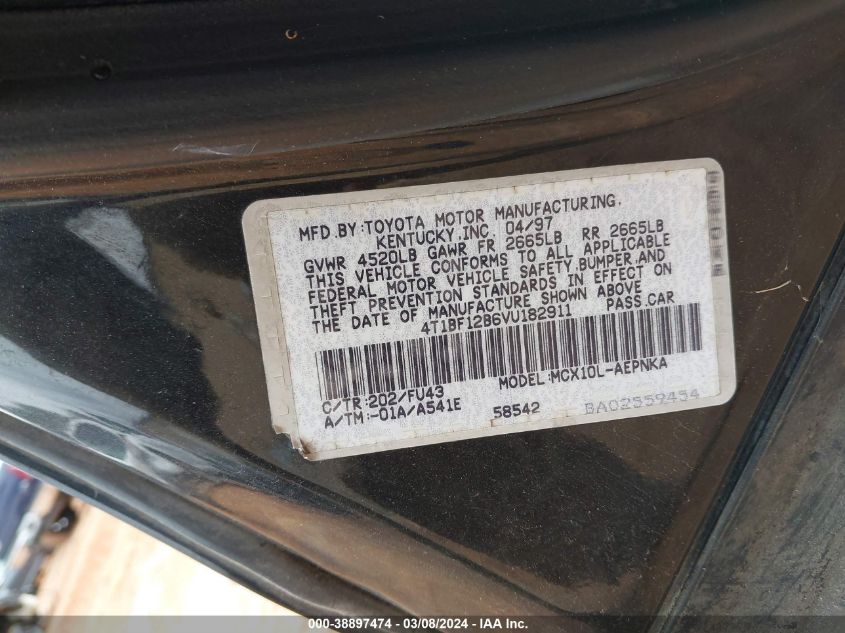 MFD.BY:TOYOTA MOTOR MANUFACTURING,
KENTUCKY,INC. 04/97
GVWR 4520LB GAWR FR 2665LB RR 2665LB
THIS VEHICLE CONFORMS TO ALL APPLICABLE
FEDERAL MOTOR VEHICLE SAFETY,BUMPER,AND
THEFT PREVENTION STANDARDS IN EFFECT ON
THE DATE OF MANUFACTURE SHOWN ABOVE
4T1BF12B6VU182911 PASS.CAR
C/TR:202/FU43 MODEL:MCX10L-AEPNKA
A/TM:-01A/A541E 58542 BA02559454
000-38897474 — 03/08/2024 — IAA Inc.